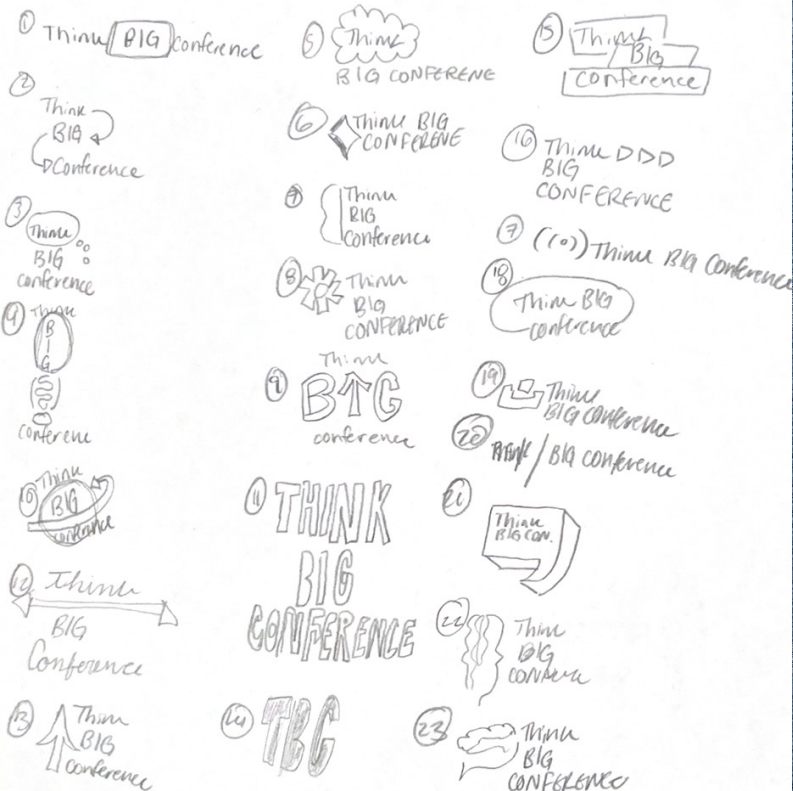 1 Think BIG Conference
2
Think
BIG
Conference
3
Think
BIG
conference
4
Think
B
I
G
conference
10
Think
BIG
conference
12
Think
BIG
Conference
13
Think
BIG
conference
5
Think
BIG CONFERENE
6
Think BIG
CONFERENE
7
Think
BIG
Conference
8
Think
BIG
CONFERENCE
9
Think
B G
conference
11
THINK
BIG
CONFERENCE
14
TBC
15
Think
Big
Conference
16
Think
BIG
CONFERENCE
7 Think BIG Conference
18
Think BIG
conference
19
Think
BIG conference
20
Think / BIG conference
21
Think
BIG CON.
22
Think
BIG
23
Think
BIG
CONFERENCE